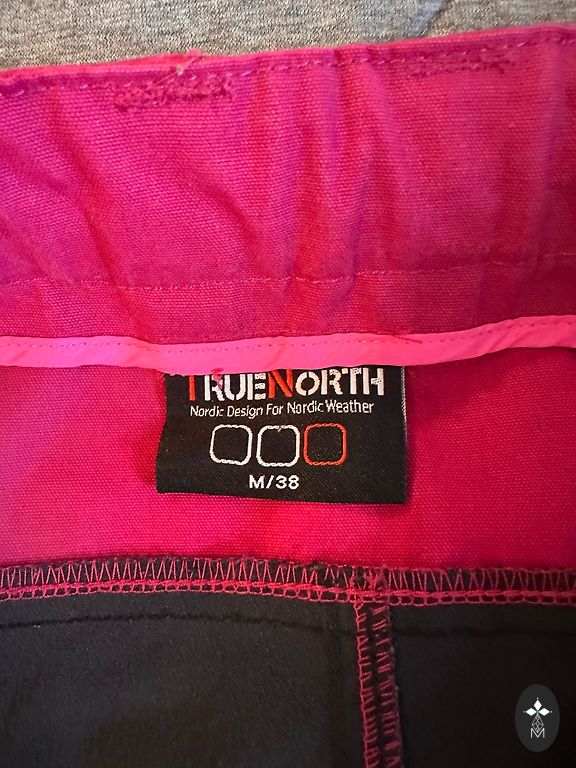 TRUENORTH
Nordic Design For Nordic Weather
M/38
M